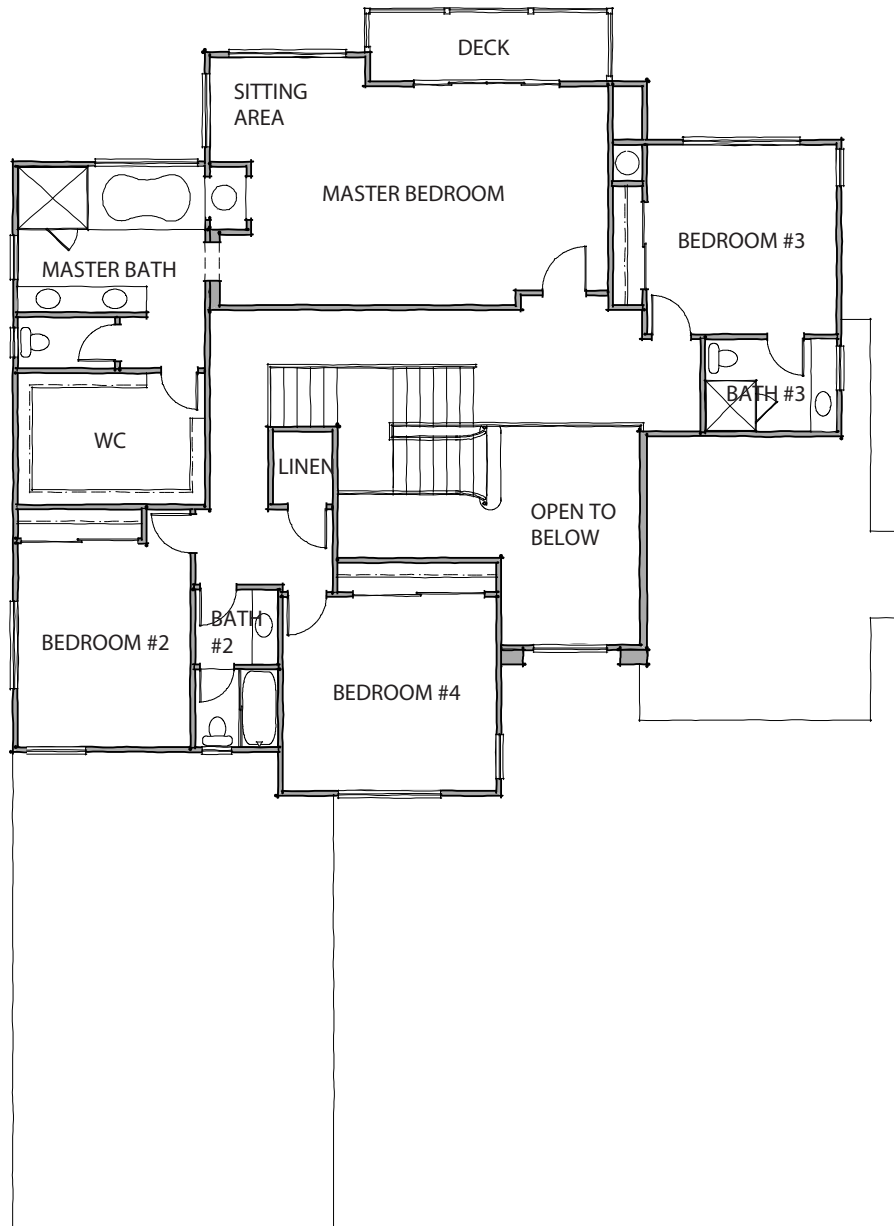 DECK
SITTING
AREA
MASTER BEDROOM
BEDROOM #3
MASTER BATH
BATH #3
WC
LINEN
OPEN TO
BELOW
BATH
#2
BEDROOM #2
BEDROOM #4